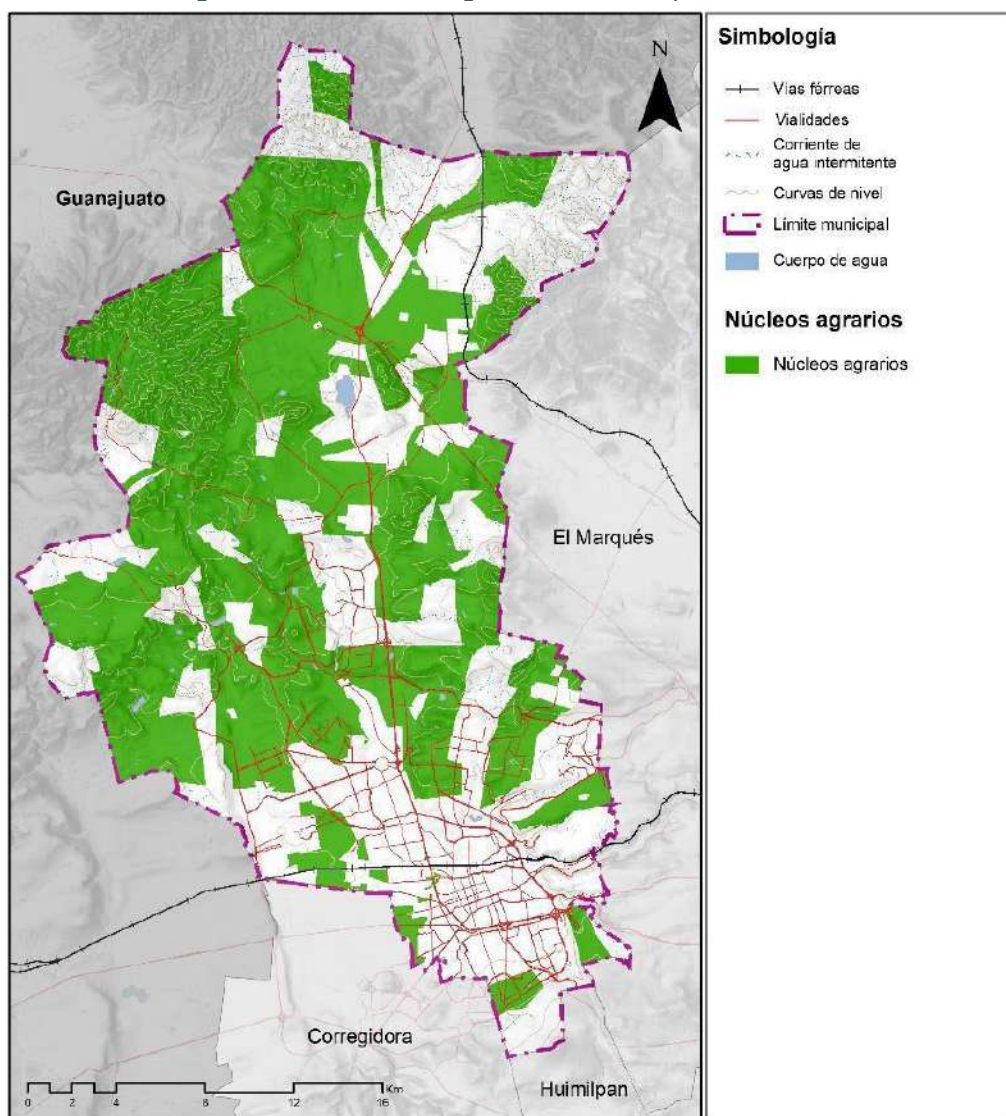 N
Guanajuato
El Marqués
Corregidora
Huimilpan
Km
0 2 4 8 12 16
Simbología
Vías férreas
Vialidades
Corriente de
agua intermitente
Curvas de nivel
Límite municipal
Cuerpo de agua
Núcleos agrarios
Núcleos agrarios